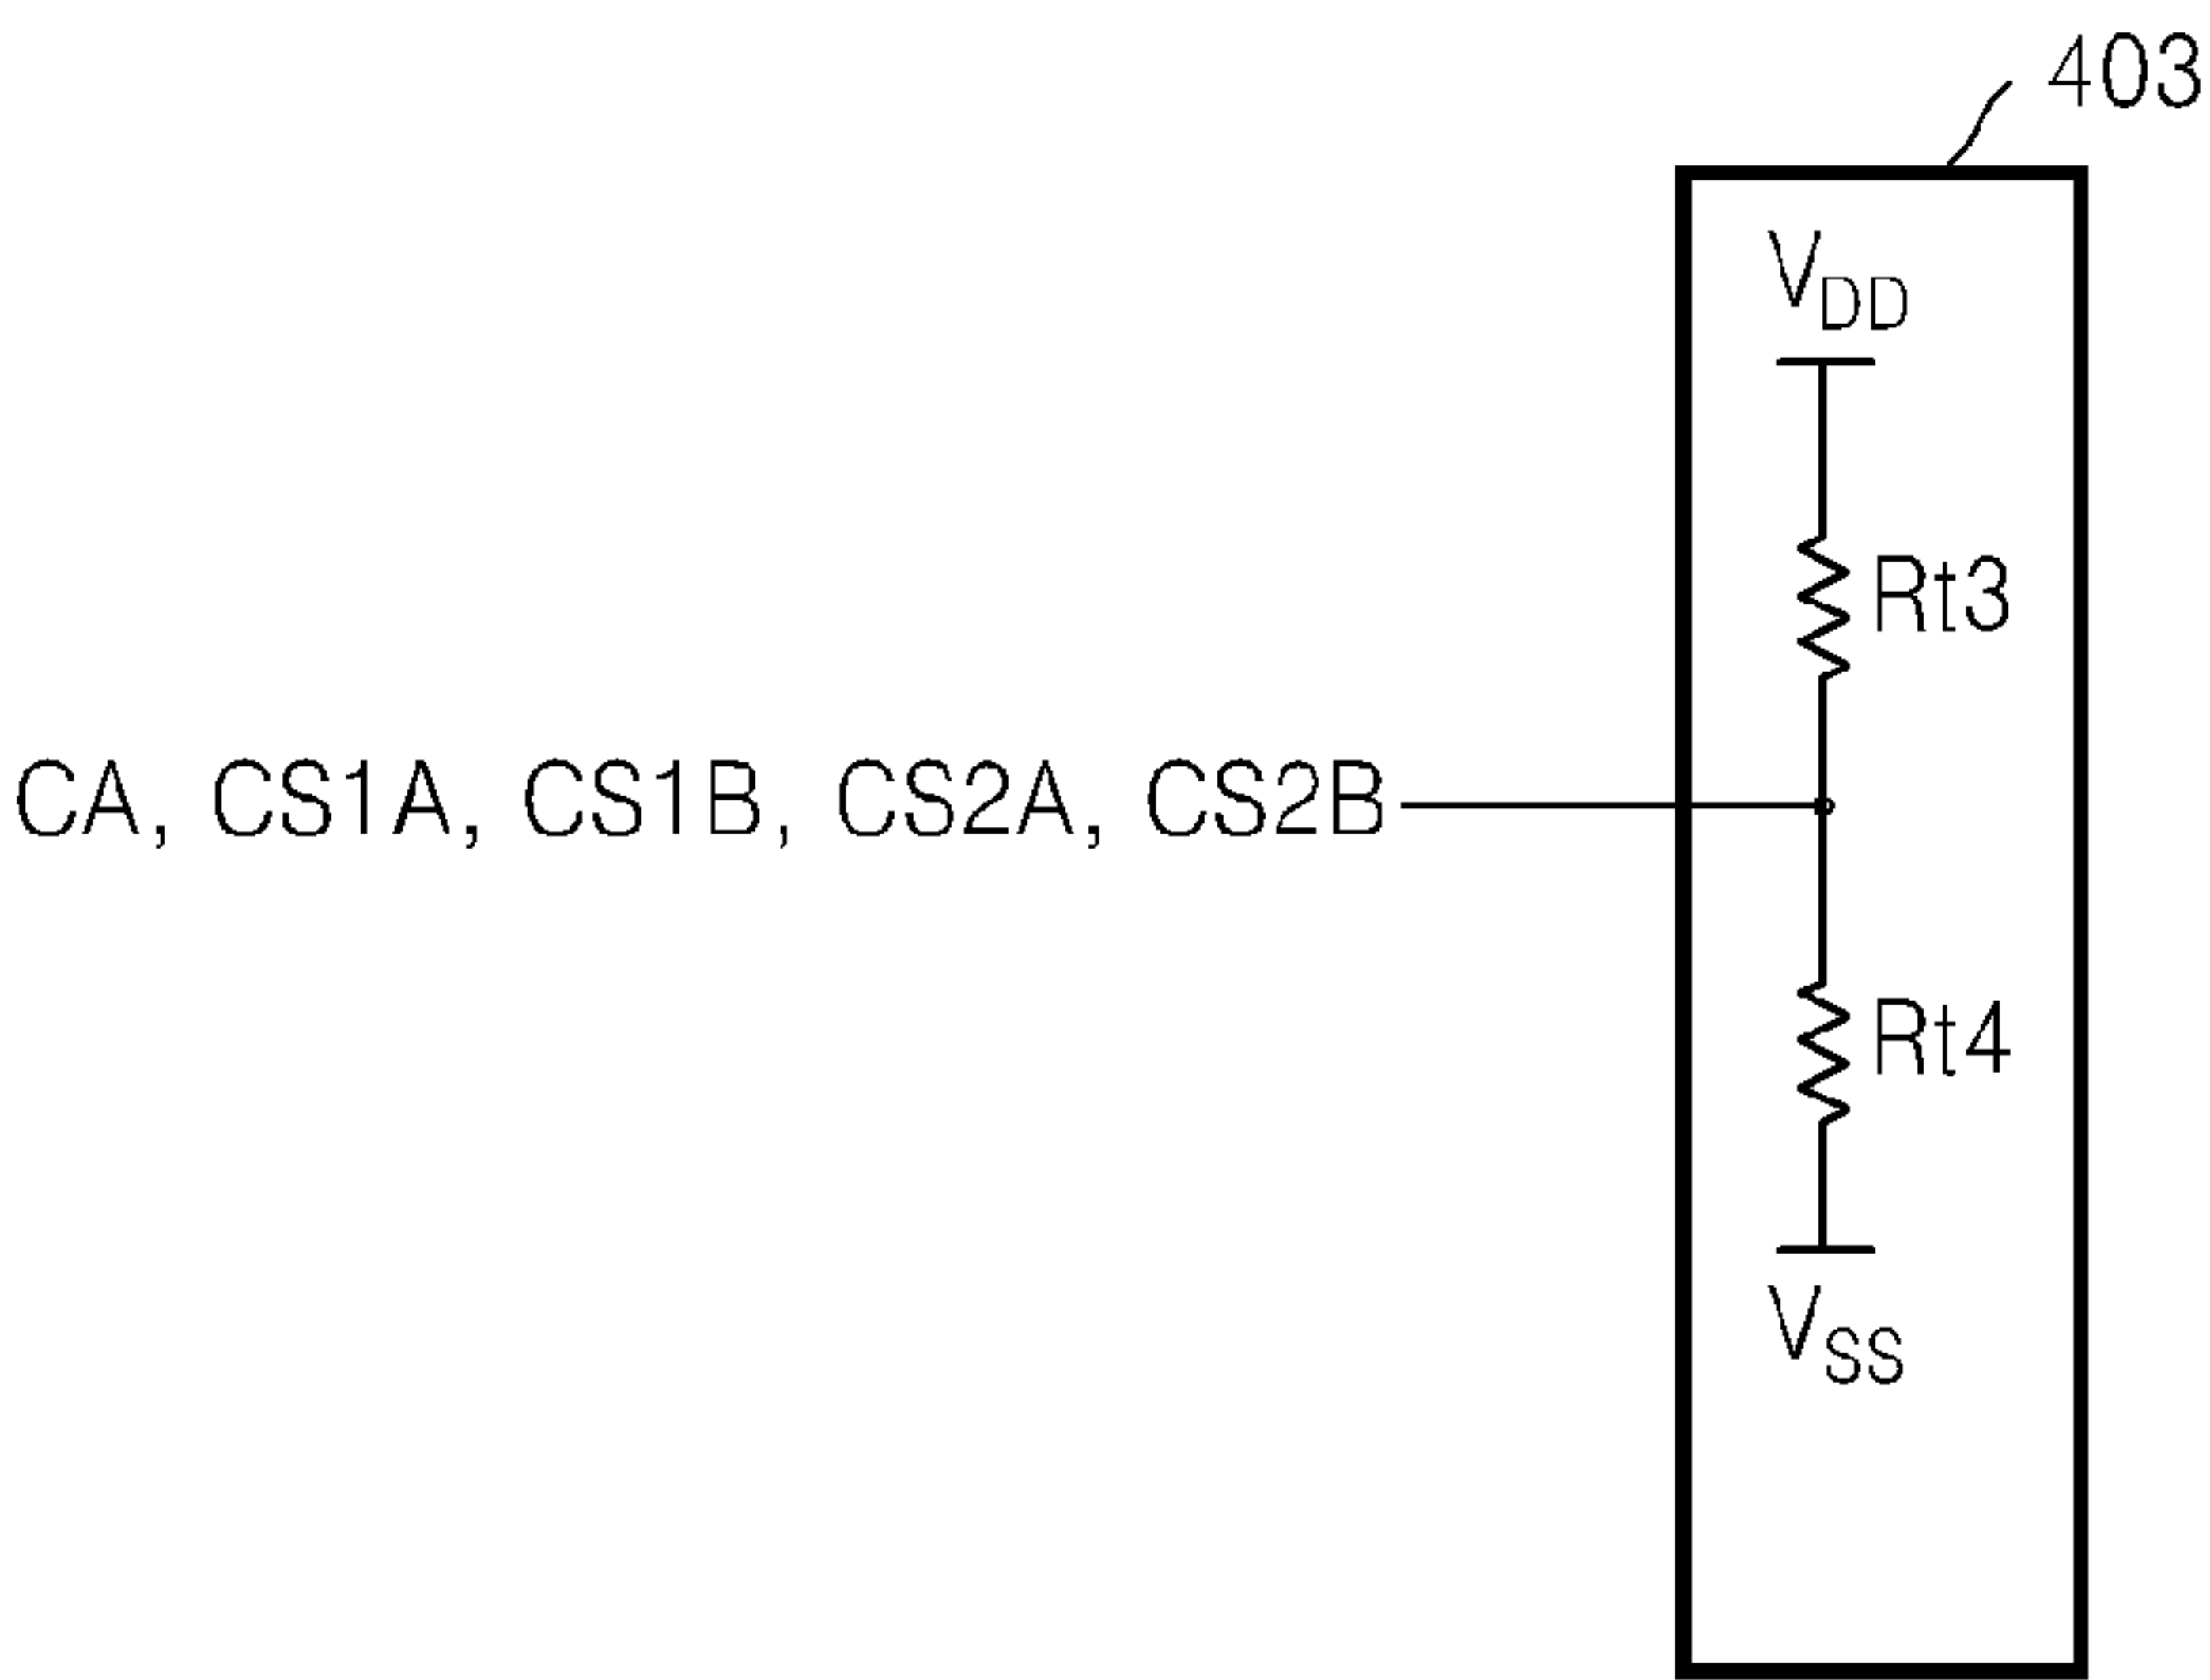 403
VDD
Rt3
CA, CS1A, CS1B, CS2A, CS2B
Rt4
VSS